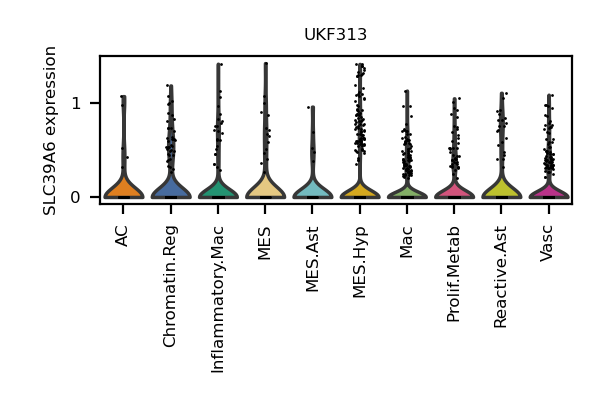 UKF313
SLC39A6 expression
1
0
AC
Chromatin.Reg
Inflammatory.Mac
MES
MES.Ast
MES.Hyp
Mac
Prolif.Metab
Reactive.Ast
Vasc